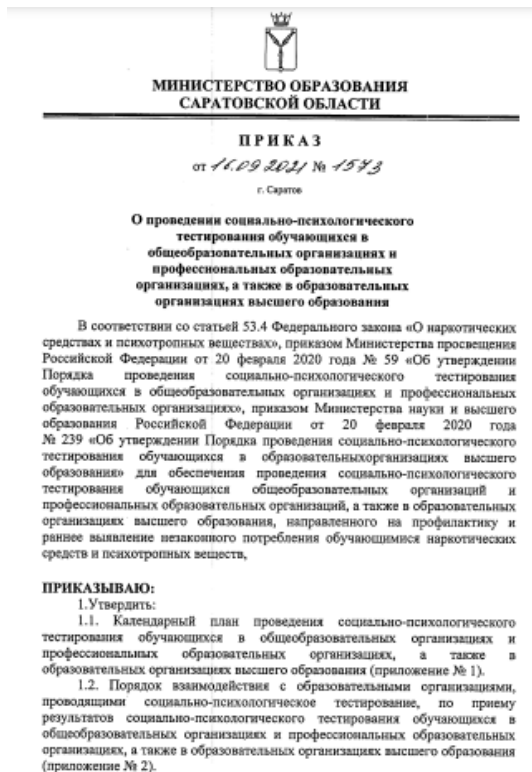 МИНИСТЕРСТВО ОБРАЗОВАНИЯ
САРАТОВСКОЙ ОБЛАСТИ
ПРИКАЗ
от 16.09.2021 № 1573
г. Саратов
О проведении социально-психологического
тестирования обучающихся в
общеобразовательных организациях и
профессиональных образовательных
организациях, а также в образовательных
организациях высшего образования
В соответствии со статьей 53.4 Федерального закона «О наркотических
средствах и психотропных веществах», приказом Министерства просвещения
Российской Федерации от 20 февраля 2020 года № 59 «Об утверждении
Порядка проведения социально-психологического тестирования
обучающихся в общеобразовательных организациях и профессиональных
образовательных организациях», приказом Министерства науки и высшего
образования Российской Федерации от 20 февраля 2020 года
№ 239 «Об утверждении Порядка проведения социально-психологического
тестирования обучающихся в образовательныхорганизациях высшего
образования» для обеспечения проведения социально-психологического
тестирования обучающихся общеобразовательных организаций и
профессиональных образовательных организаций, а также в образовательных
организациях высшего образования, направленного на профилактику и
раннее выявление незаконного потребления обучающимися наркотических
средств и психотропных веществ,
ПРИКАЗЫВАЮ:
1.Утвердить:
1.1. Календарный план проведения социально-психологического
тестирования обучающихся в общеобразовательных организациях и
профессиональных образовательных организациях, а также в
образовательных организациях высшего образования (приложение № 1).
1.2. Порядок взаимодействия с образовательными организациями,
проводящими социально-психологическое тестирование, по приему
результатов социально-психологического тестирования обучающихся в
общеобразовательных организациях и профессиональных образовательных
организациях, а также в образовательных организациях высшего образования
(приложение № 2).